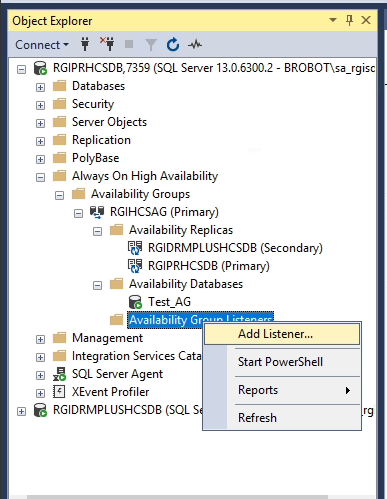 Object Explorer
Connect
RGIPRHCSDB,7359 (SQL Server 13.0.6300.2 - BROBOT\sa_rgisc
Databases
Security
Server Objects
Replication
PolyBase
Always On High Availability
Availability Groups
RGIHCSAG (Primary)
Availability Replicas
RGIDRMPLUSHCSDB (Secondary)
RGIPRHCSDB (Primary)
Availability Databases
Test_AG
Availability Group Listeners
Add Listener...
Management
Start PowerShell
Integration Services Cata
SQL Server Agent
Reports
XEvent Profiler
Refresh
RGIDRMPLUSHCSDB (SQL Se
_rg